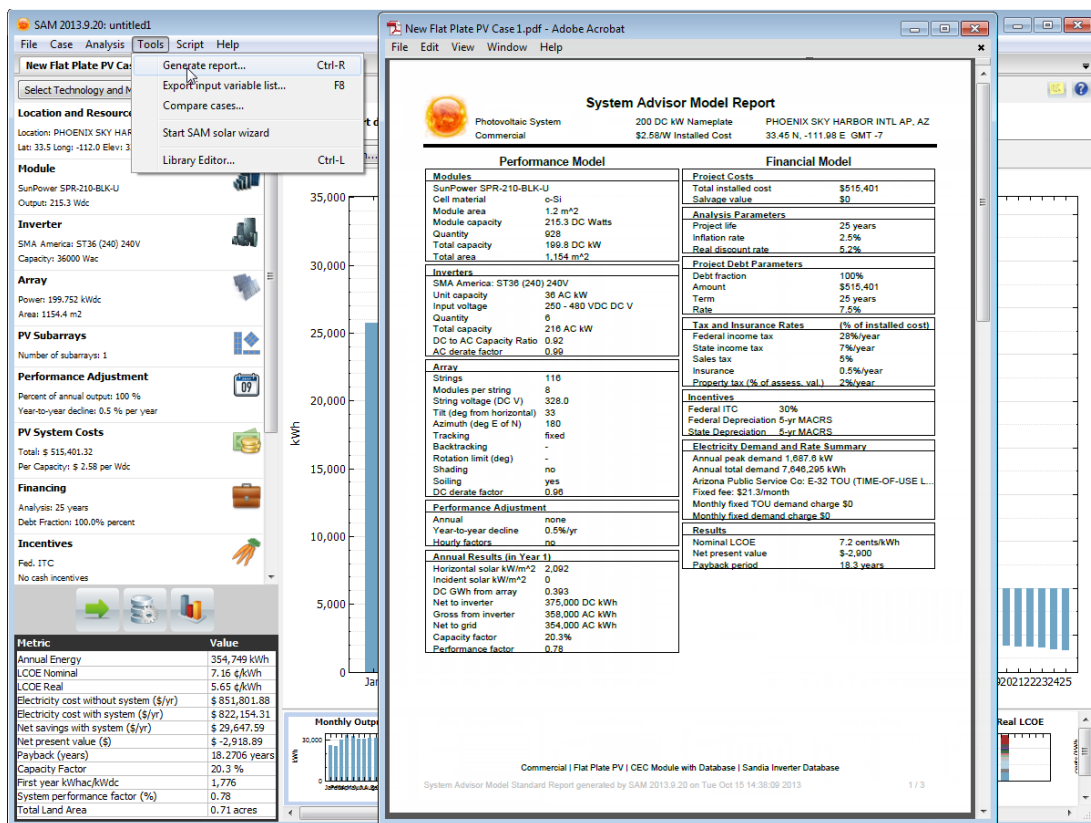 SAM 2013.9.20: untitled1
File Case Analysis Tools Script Help
New Flat Plate PV Ca
Select Technology and M
Generate report... Ctrl-R
Export input variable list... F8
Compare cases...
Start SAM solar wizard
Library Editor... Ctrl-L
Location and Resourc
Location: PHOENIX SKY HAR
Lat: 33.5 Long: -112.0 Elev: 3
Module
SunPower SPR-210-BLK-U
Output: 215.3 Wdc
Inverter
SMA America: ST36 (240) 240V
Capacity: 36000 Wac
Array
Power: 199.752 kWdc
Area: 1154.4 m2
PV Subarrays
Number of subarrays: 1
Performance Adjustment
Percent of annual output: 100 %
Year-to-year decline: 0.5 % per year
09
PV System Costs
Total: $ 515,401.32
Per Capacity: $ 2.58 per Wdc
Financing
Analysis: 25 years
Debt Fraction: 100.0% percent
Incentives
Fed. ITC
No cash incentives
Metric Value
Annual Energy 354,749 kWh
LCOE Nominal 7.16 ¢/kWh
LCOE Real 5.65 ¢/kWh
Electricity cost without system ($/yr) $ 851,801.88
Electricity cost with system ($/yr) $ 822,154.31
Net savings with system ($/yr) $ 29,647.59
Net present value ($) $ -2,918.89
Payback (years) 18.2706 years
Capacity Factor 20.3 %
First year kWhac/kWdc 1,776
System performance factor (%) 0.78
Total Land Area 0.71 acres
35,000
30,000
25,000
20,000
15,000
10,000
5,000
0
kWh
Jan
Monthly Outp
30,000
0
kWh
New Flat Plate PV Case 1.pdf - Adobe Acrobat
File Edit View Window Help
System Advisor Model Report
Photovoltaic System 200 DC kW Nameplate PHOENIX SKY HARBOR INTL AP, AZ
Commercial $2.58/W Installed Cost 33.45 N, -111.98 E GMT -7
Performance Model
Modules
SunPower SPR-210-BLK-U
Cell material c-Si
Module area 1.2 m^2
Module capacity 215.3 DC Watts
Quantity 928
Total capacity 199.8 DC kW
Total area 1,154 m^2
Inverters
SMA America: ST36 (240) 240V
Unit capacity 36 AC kW
Input voltage 250 - 480 VDC DC V
Quantity 6
Total capacity 216 AC kW
DC to AC Capacity Ratio 0.92
AC derate factor 0.99
Array
Strings 116
Modules per string 8
String voltage (DC V) 328.0
Tilt (deg from horizontal) 33
Azimuth (deg E of N) 180
Tracking fixed
Backtracking -
Rotation limit (deg) -
Shading no
Soiling yes
DC derate factor 0.96
Performance Adjustment
Annual none
Year-to-year decline 0.5%/yr
Hourly factors no
Annual Results (in Year 1)
Horizontal solar kW/m^2 2,092
Incident solar kW/m^2 0
DC GWh from array 0.393
Net to inverter 375,000 DC kWh
Gross from inverter 358,000 AC kWh
Net to grid 354,000 AC kWh
Capacity factor 20.3%
Performance factor 0.78
Financial Model
Project Costs
Total installed cost $515,401
Salvage value $0
Analysis Parameters
Project life 25 years
Inflation rate 2.5%
Real discount rate 5.2%
Project Debt Parameters
Debt fraction 100%
Amount $515,401
Term 25 years
Rate 7.5%
Tax and Insurance Rates (% of installed cost)
Federal income tax 28%/year
State income tax 7%/year
Sales tax 5%
Insurance 0.5%/year
Property tax (% of assess. val.) 2%/year
Incentives
Federal ITC 30%
Federal Depreciation 5-yr MACRS
State Depreciation 5-yr MACRS
Electricity Demand and Rate Summary
Annual peak demand 1,687.6 kW
Annual total demand 7,646,295 kWh
Arizona Public Service Co: E-32 TOU (TIME-OF-USE L...
Fixed fee: $21.3/month
Monthly fixed TOU demand charge $0
Monthly fixed demand charge $0
Results
Nominal LCOE 7.2 cents/kWh
Net present value $-2,900
Payback period 18.3 years
Commercial | Flat Plate PV | CEC Module with Database | Sandia Inverter Database
System Advisor Model Standard Report generated by SAM 2013.9.20 on Tue Oct 15 14:38:09 2013 1 / 3
202122232425
Real LCOE